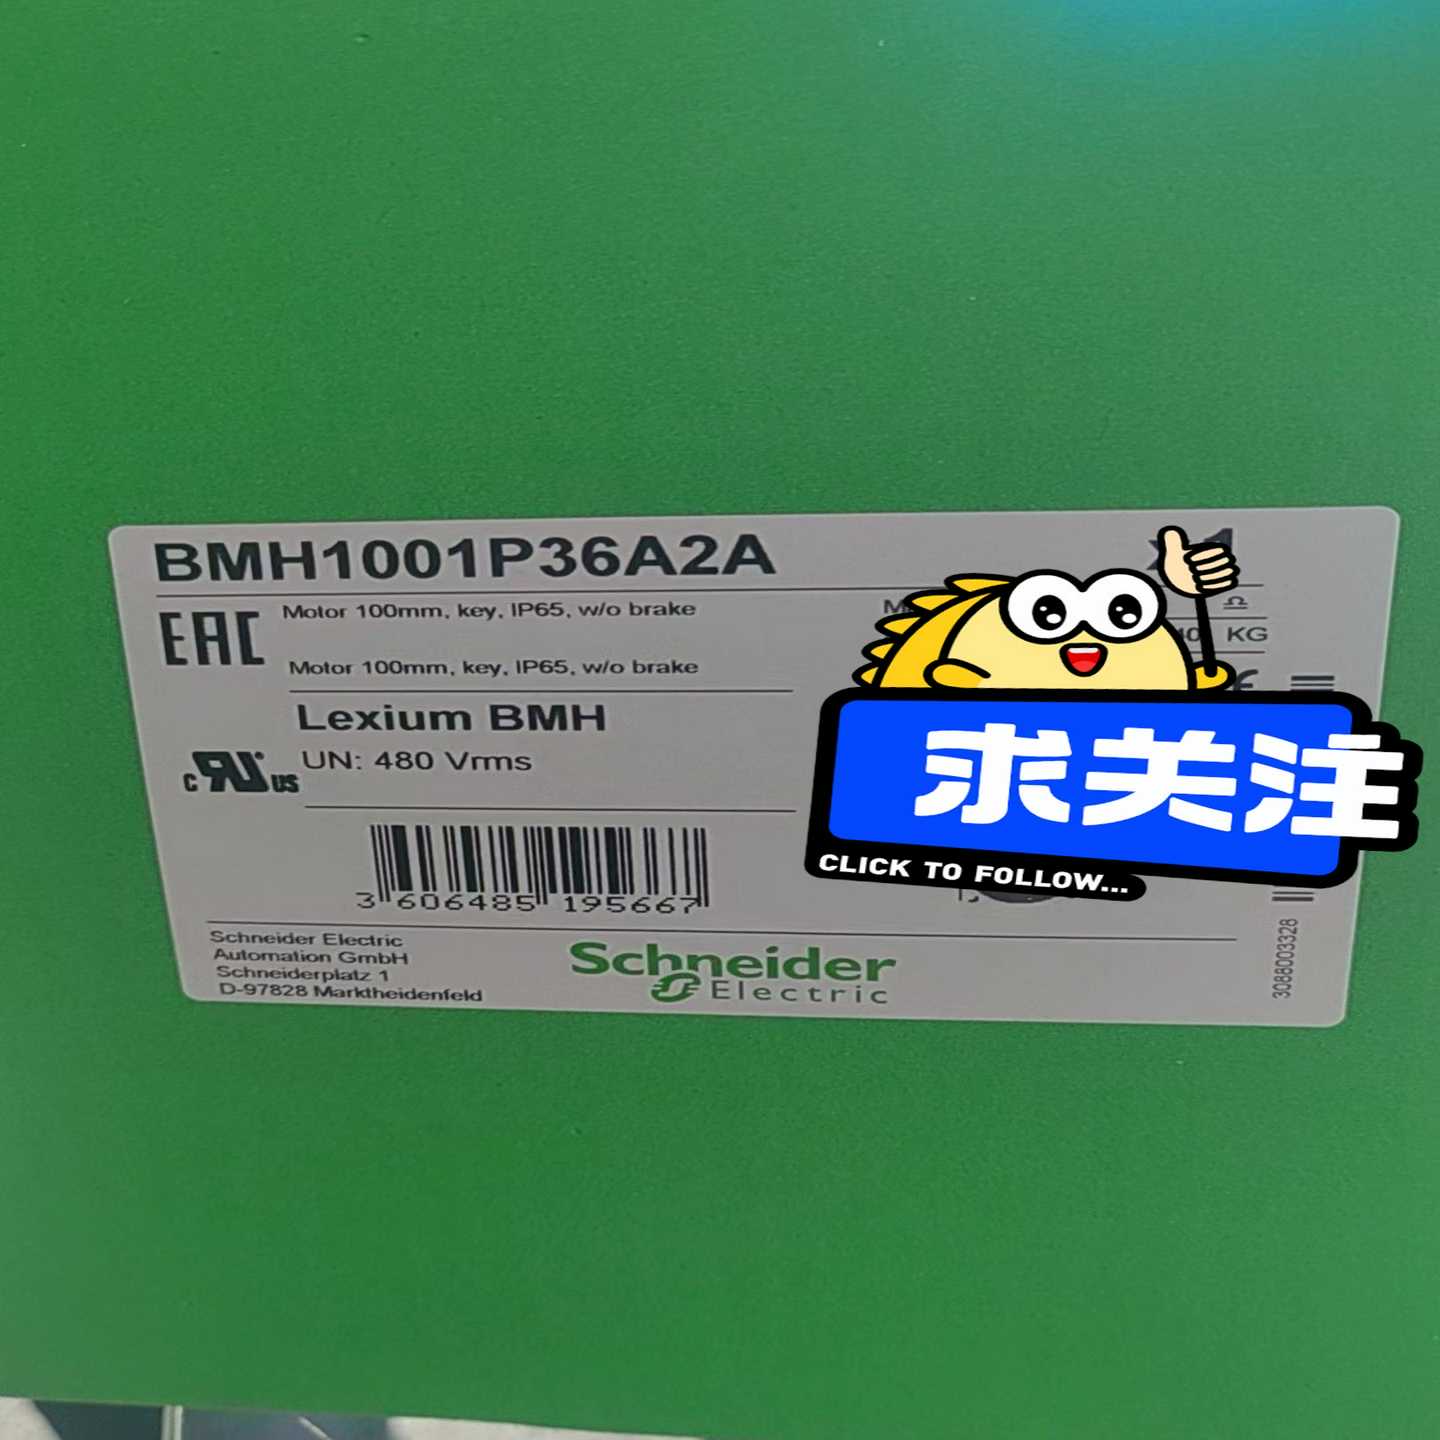 BMH1001P36A2A
EAC
Motor 100mm, key, IP65, w/o brake
KG
Motor 100mm, key, IP65, w/o brake
Lexium BMH
UN: 480 Vrms
c RU us
求关注
CLICK TO FOLLOW...
3 606485 195667
Schneider Electric
Automation GmbH
Schneiderplatz 1
D-97828 Marktheidenfeld
Schneider
Electric
3088003328